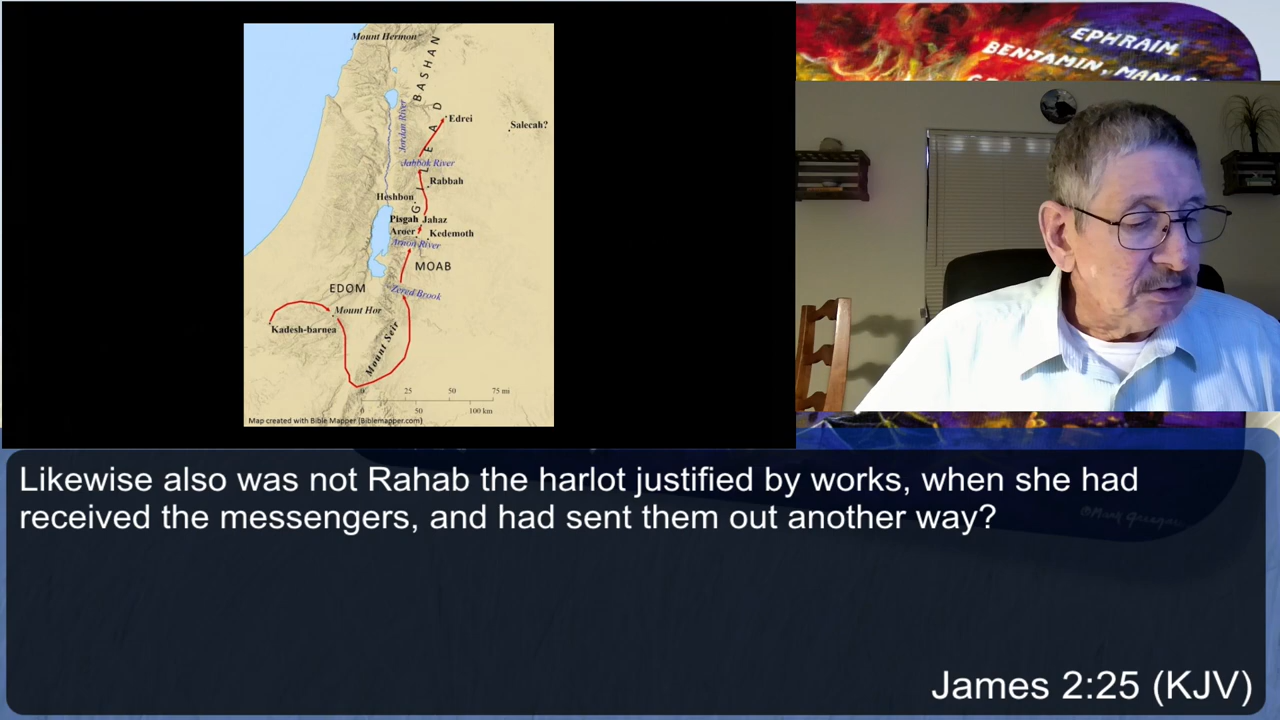 Mount Hermon
BASHAN
GILEAD
Jordan River
Edrei
Salecah?
Jabbok River
Rabbah
Heshbon
Pisgah
Jahaz
Aroer
Kedemoth
Arnon River
MOAB
EDOM
Zered Brook
Mount Hor
Kadesh-barnea
Mount Seir
0 25 50 75 mi
0 50 100 km
Map created with Bible Mapper (Biblemapper.com)
EPHRAIM
BENJAMIN,
Likewise also was not Rahab the harlot justified by works, when she had
received the messengers, and had sent them out another way?
James 2:25 (KJV)